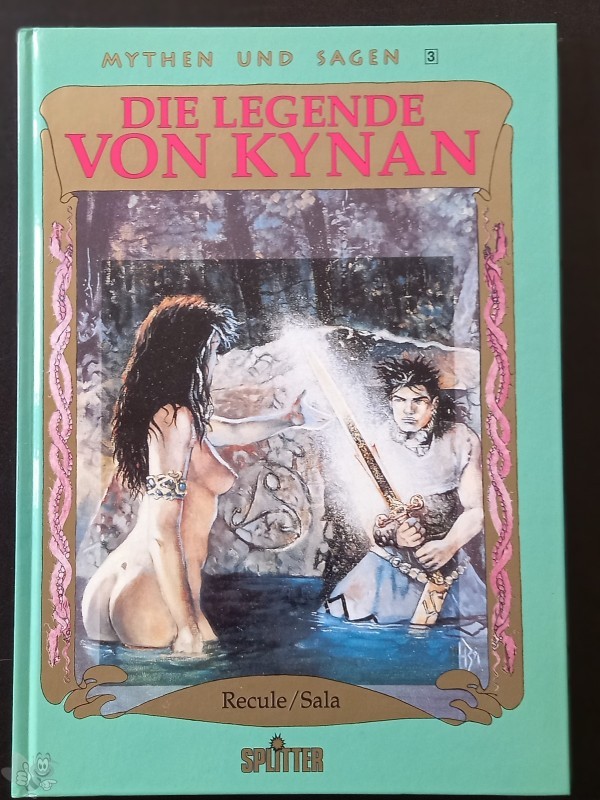 MYTHEN UND SAGEN 3
DIE LEGENDE
VON KYNAN
Recule/Sala
SPLITTER